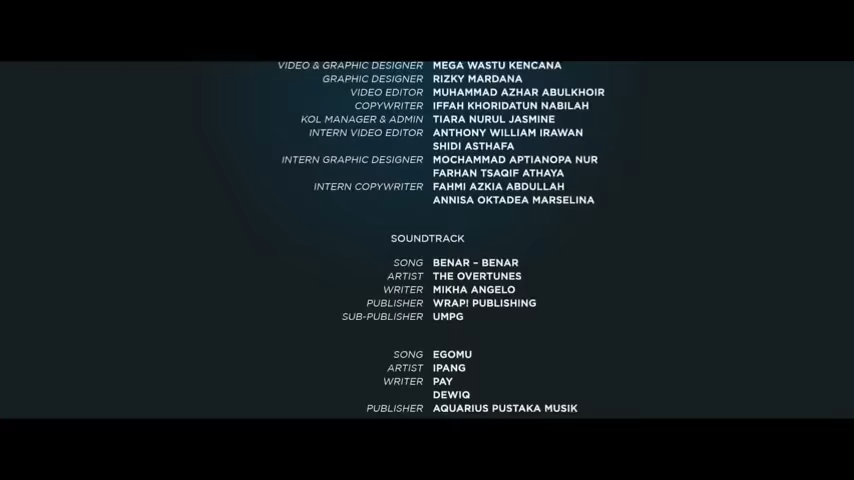 VIDEO & GRAPHIC DESIGNER MEGA WASTU KENCANA
GRAPHIC DESIGNER RIZKY MARDANA
VIDEO EDITOR MUHAMMAD AZHAR ABULKHOIR
COPYWRITER IFFAH KHORIDATUN NABILAH
KOL MANAGER & ADMIN TIARA NURUL JASMINE
INTERN VIDEO EDITOR ANTHONY WILLIAM IRAWAN
SHIDI ASTHAFA
INTERN GRAPHIC DESIGNER MOCHAMMAD APTIANOPA NUR
FARHAN TSAQIF ATHAYA
INTERN COPYWRITER FAHMI AZKIA ABDULLAH
ANNISA OKTADEA MARSELINA
SOUNDTRACK
SONG BENAR – BENAR
ARTIST THE OVERTUNES
WRITER MIKHA ANGELO
PUBLISHER WRAP! PUBLISHING
SUB-PUBLISHER UMPG
SONG EGOMU
ARTIST IPANG
WRITER PAY
DEWIQ
PUBLISHER AQUARIUS PUSTAKA MUSIK